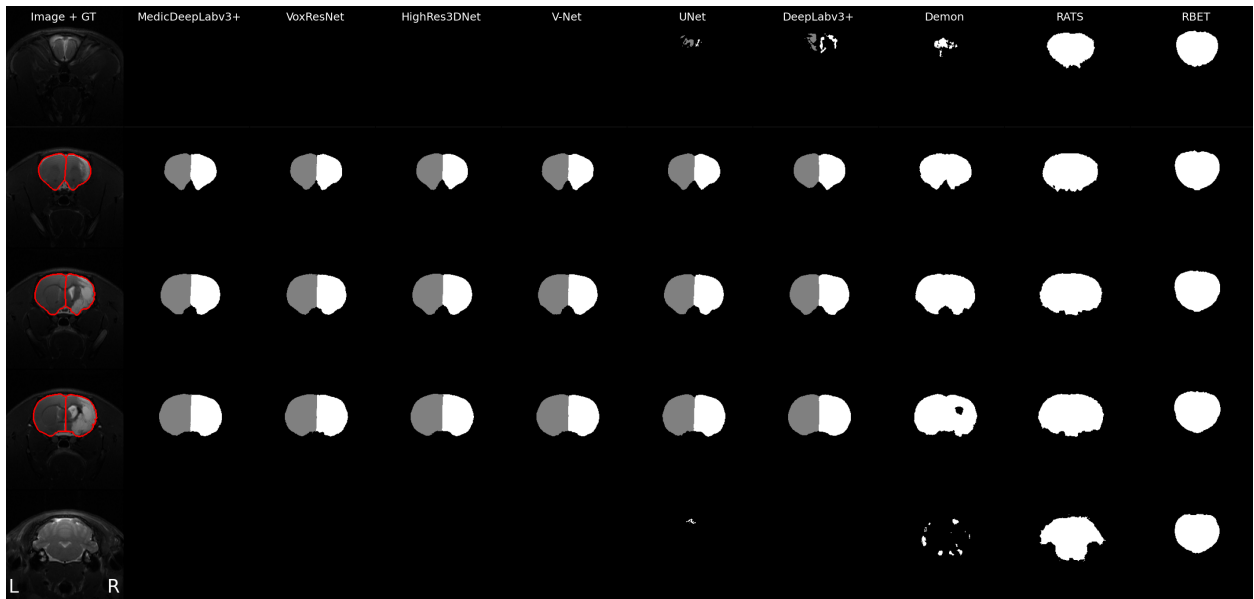 Image + GT MedicDeepLabv3+ VoxResNet HighRes3DNet V-Net UNet DeepLabv3+ Demon RATS RBET
L R